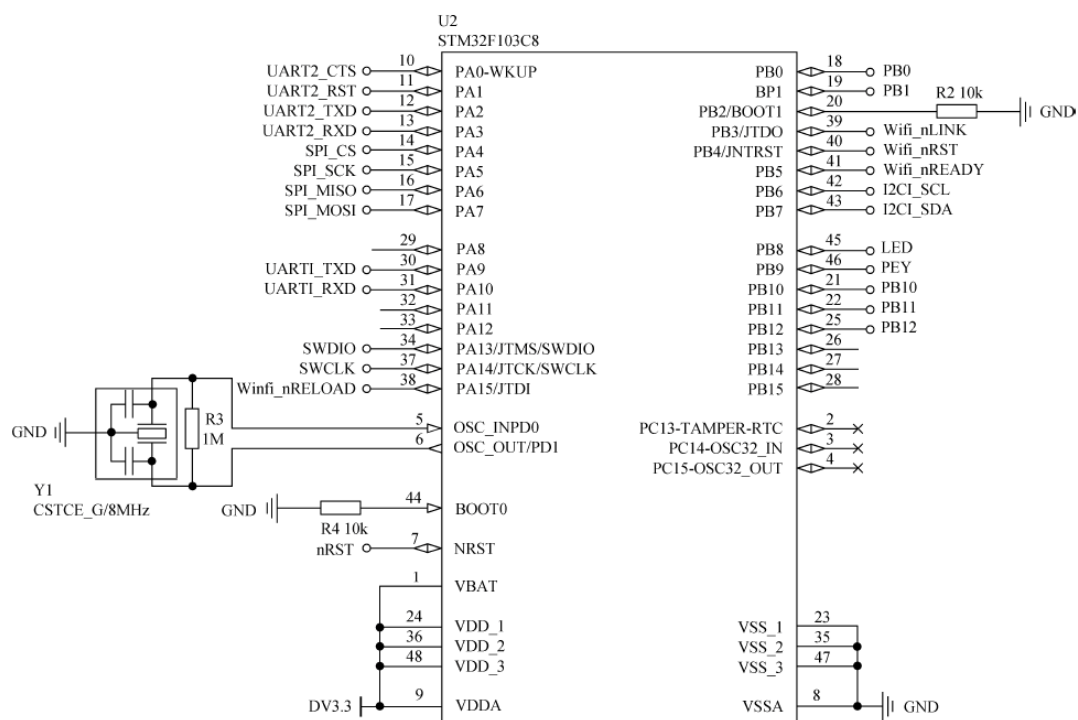 U2
STM32F103C8
UART2_CTS 10 PA0-WKUP PB0 18 PB0
UART2_RST 11 PA1 BP1 19 PB1
UART2_TXD 12 PA2 PB2/BOOT1 20 R2 10k GND
UART2_RXD 13 PA3 PB3/JTDO 39 Wifi_nLINK
SPI_CS 14 PA4 PB4/JNTRST 40 Wifi_nRST
SPI_SCK 15 PA5 PB5 41 Wifi_nREADY
SPI_MISO 16 PA6 PB6 42 I2CI_SCL
SPI_MOSI 17 PA7 PB7 43 I2CI_SDA
29 PA8 PB8 45 LED
UARTI_TXD 30 PA9 PB9 46 PEY
UARTI_RXD 31 PA10 PB10 21 PB10
32 PA11 PB11 22 PB11
33 PA12 PB12 25 PB12
SWDIO 34 PA13/JTMS/SWDIO PB13 26
SWCLK 37 PA14/JTCK/SWCLK PB14 27
Winfi_nRELOAD 38 PA15/JTDI PB15 28
GND R3 5 OSC_INPD0 PC13-TAMPER-RTC 2
1M 6 OSC_OUT/PD1 PC14-OSC32_IN 3
PC15-OSC32_OUT 4
Y1
CSTCE_G/8MHz GND 44 BOOT0
R4 10k
nRST 7 NRST
1 VBAT
24 VDD_1 VSS_1 23
36 VDD_2 VSS_2 35
48 VDD_3 VSS_3 47
DV3.3 9 VDDA VSSA 8 GND